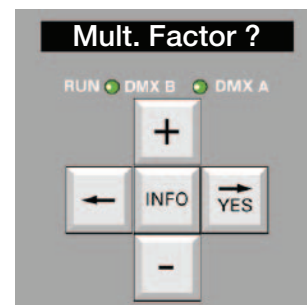 Mult. Factor ?
RUN DMX B DMX A
+
← INFO → YES
-